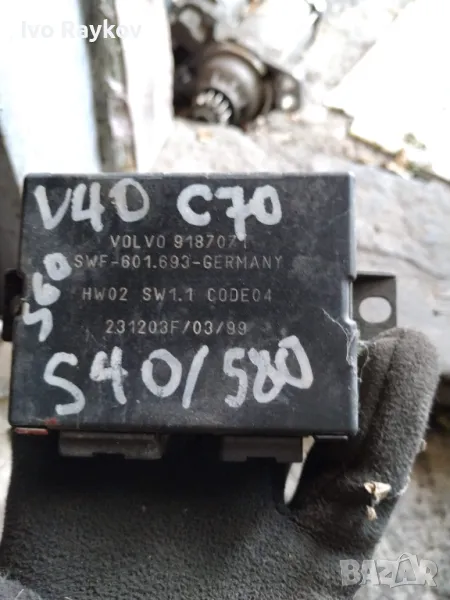 Ivo Raykov
V40 C70
VOLVO 9187071
SWF-601.693-GERMANY
S60
HW02 SW1.1 CODE04
231203F/03/99
S40/S80
bazar